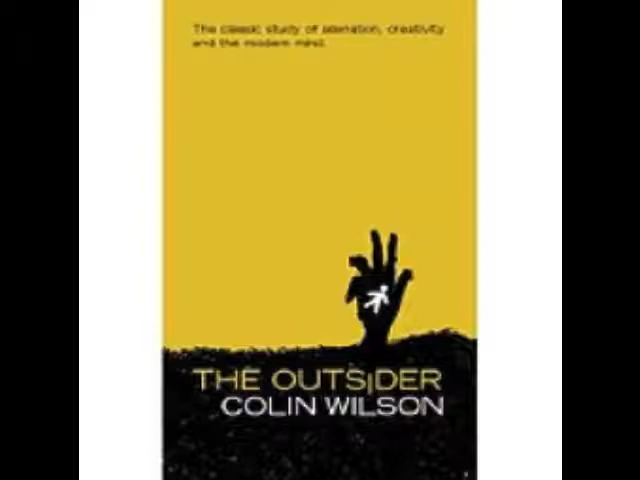 The classic study of alienation, creativity
and the modern mind.
THE OUTSiDER
COLIN WILSON